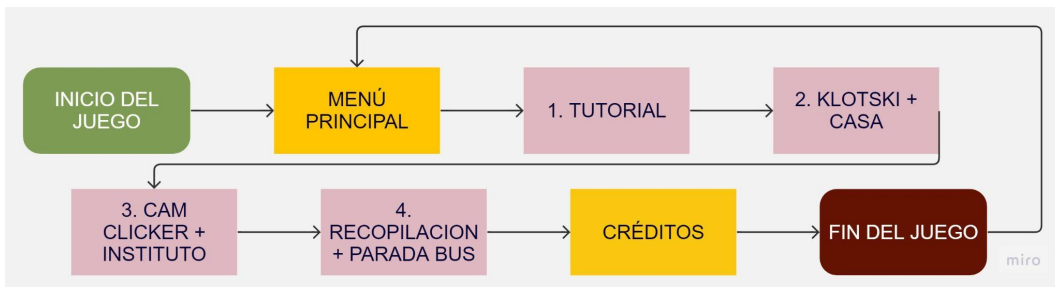 INICIO DEL
JUEGO
MENÚ
PRINCIPAL
1. TUTORIAL
2. KLOTSKI +
CASA
3. CAM
CLICKER +
INSTITUTO
4.
RECOPILACION
+ PARADA BUS
CRÉDITOS
FIN DEL JUEGO
miro